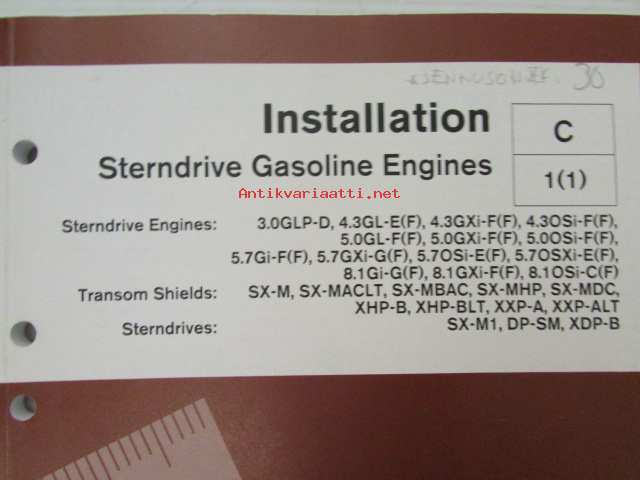 ASENNUSOHJE. 30
Installation
C
Sterndrive Gasoline Engines
1(1)
Antikvariaatti.net
Sterndrive Engines: 3.0GLP-D, 4.3GL-E(F), 4.3GXi-F(F), 4.3OSi-F(F),
5.0GL-F(F), 5.0GXi-F(F), 5.0OSi-F(F),
5.7Gi-F(F), 5.7GXi-G(F), 5.7OSi-E(F), 5.7OSXi-E(F),
8.1Gi-G(F), 8.1GXi-F(F), 8.1OSi-C(F)
Transom Shields: SX-M, SX-MACLT, SX-MBAC, SX-MHP, SX-MDC,
XHP-B, XHP-BLT, XXP-A, XXP-ALT
Sterndrives: SX-M1, DP-SM, XDP-B